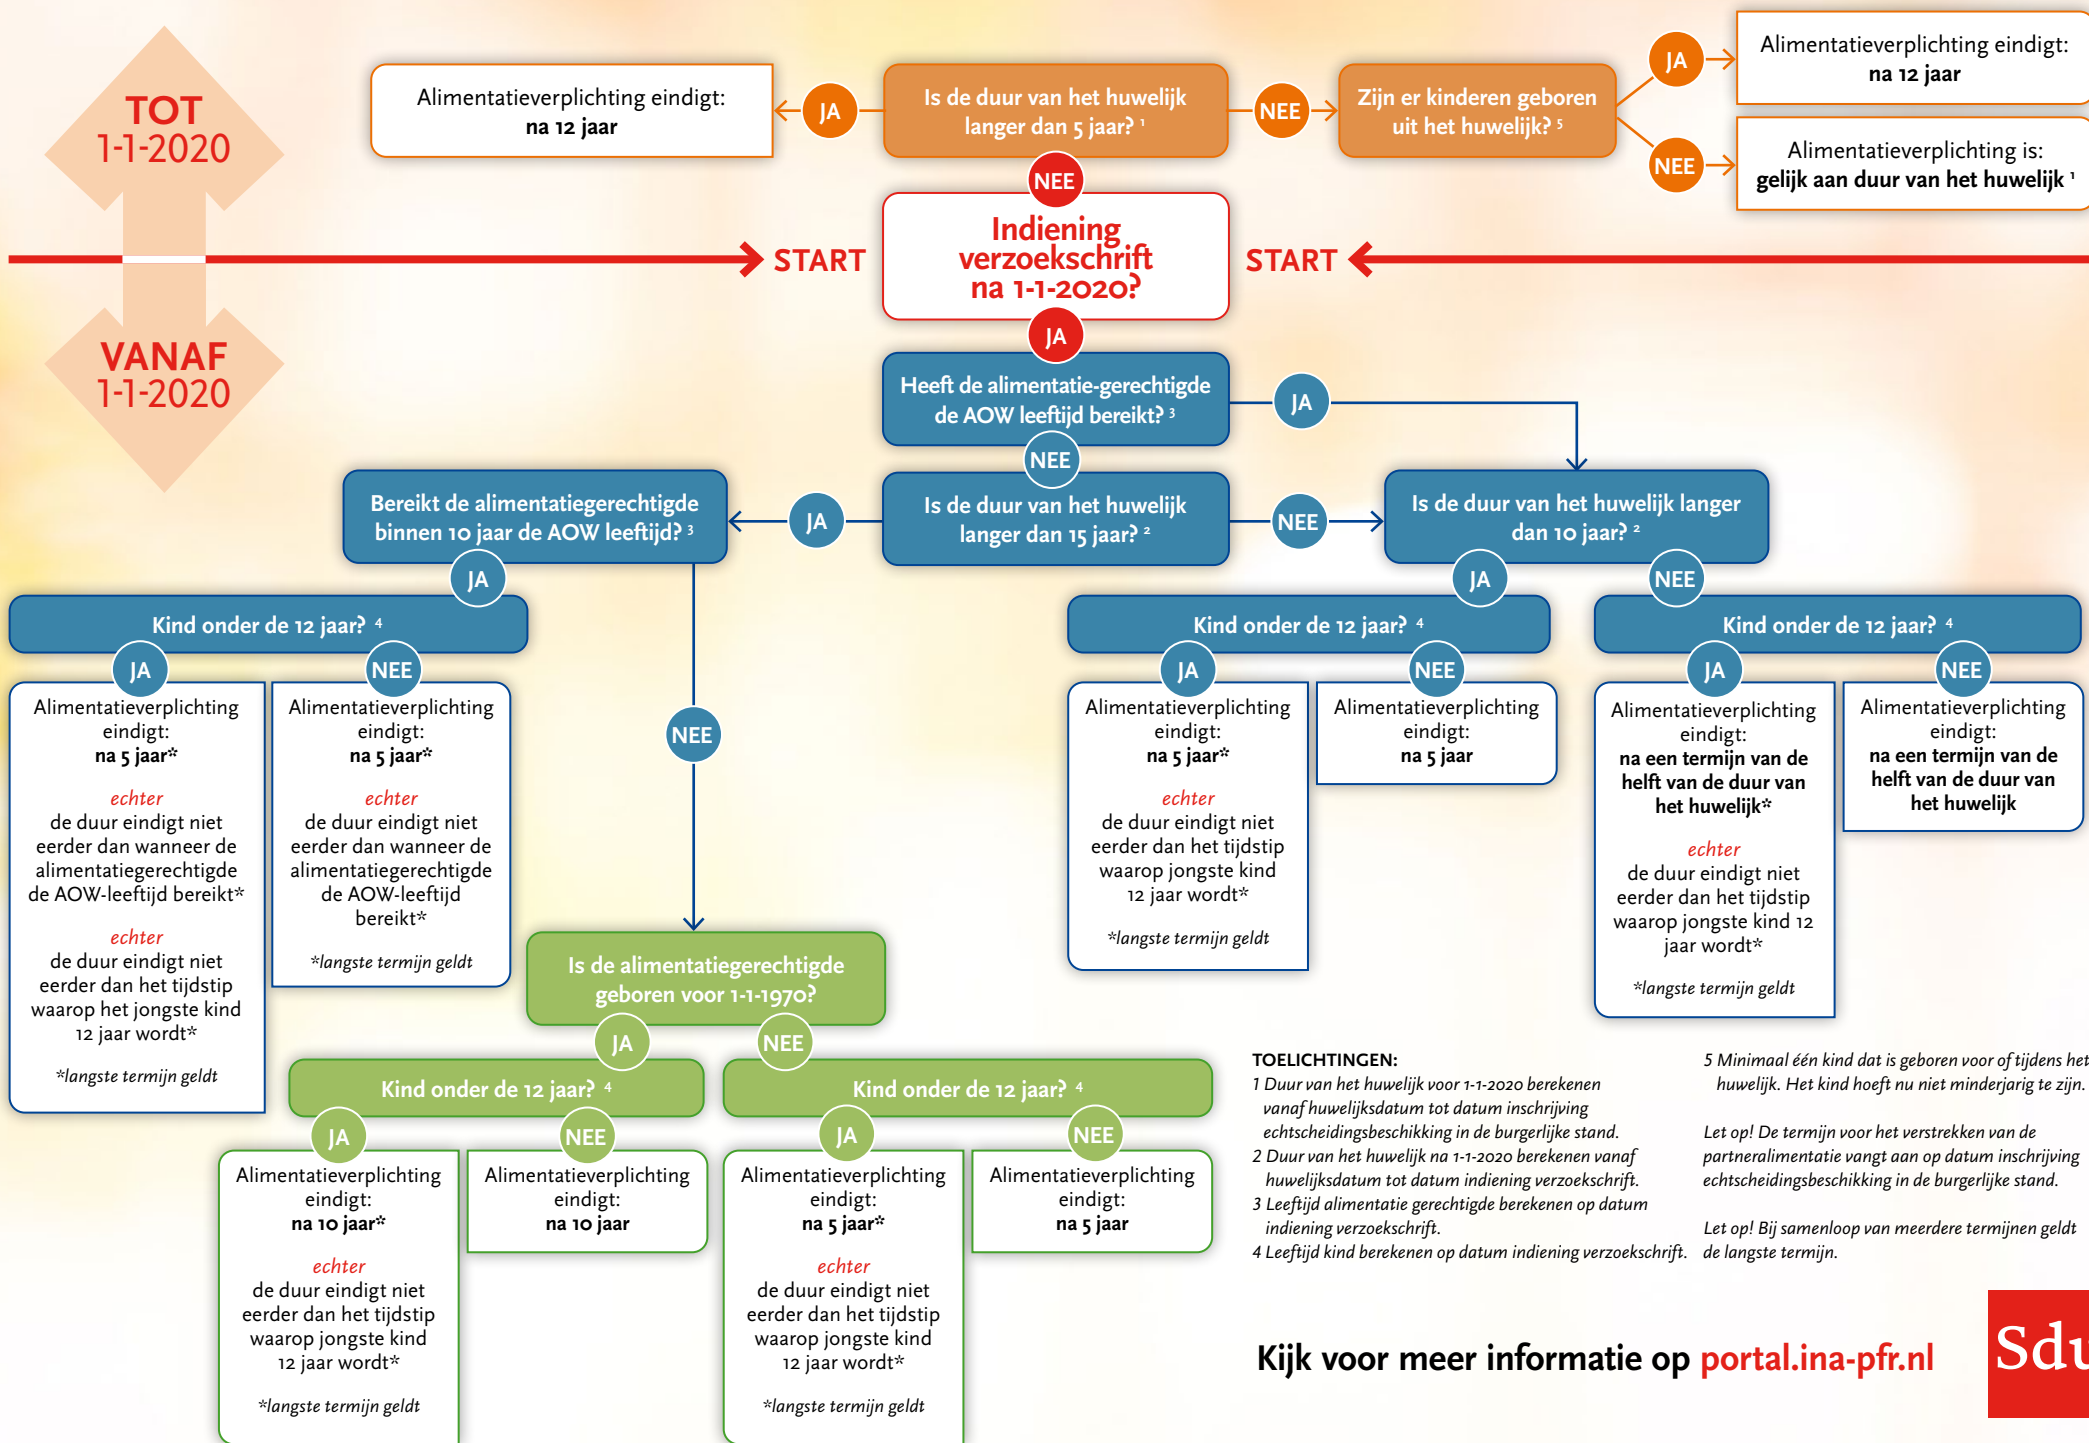 TOT
1-1-2020
VANAF
1-1-2020
Alimentatieverplichting eindigt:
na 12 jaar
JA
Is de duur van het huwelijk
langer dan 5 jaar? ¹
NEE
Zijn er kinderen geboren
uit het huwelijk? ⁵
JA
Alimentatieverplichting eindigt:
na 12 jaar
NEE
Alimentatieverplichting is:
gelijk aan duur van het huwelijk ¹
NEE
START
Indiening
verzoekschrift
na 1-1-2020?
START
JA
Heeft de alimentatie-gerechtigde
de AOW leeftijd bereikt? ³
JA
NEE
Bereikt de alimentatiegerechtigde
binnen 10 jaar de AOW leeftijd? ³
JA
Is de duur van het huwelijk
langer dan 15 jaar? ²
NEE
Is de duur van het huwelijk langer
dan 10 jaar? ²
JA
NEE
JA
NEE
Kind onder de 12 jaar? ⁴
JA
NEE
Alimentatieverplichting
eindigt:
na 5 jaar*
echter
de duur eindigt niet
eerder dan wanneer de
alimentatiegerechtigde
de AOW-leeftijd bereikt*
echter
de duur eindigt niet
eerder dan het tijdstip
waarop het jongste kind
12 jaar wordt*
*langste termijn geldt
Alimentatieverplichting
eindigt:
na 5 jaar*
echter
de duur eindigt niet
eerder dan wanneer de
alimentatiegerechtigde
de AOW-leeftijd
bereikt*
*langste termijn geldt
Kind onder de 12 jaar? ⁴
JA
NEE
Alimentatieverplichting
eindigt:
na 5 jaar*
echter
de duur eindigt niet
eerder dan het tijdstip
waarop jongste kind
12 jaar wordt*
*langste termijn geldt
Alimentatieverplichting
eindigt:
na 5 jaar
Kind onder de 12 jaar? ⁴
JA
NEE
Alimentatieverplichting
eindigt:
na een termijn van de
helft van de duur van
het huwelijk*
echter
de duur eindigt niet
eerder dan het tijdstip
waarop jongste kind 12
jaar wordt*
*langste termijn geldt
Alimentatieverplichting
eindigt:
na een termijn van de
helft van de duur van
het huwelijk
Is de alimentatiegerechtigde
geboren voor 1-1-1970?
JA
NEE
Kind onder de 12 jaar? ⁴
JA
NEE
Alimentatieverplichting
eindigt:
na 10 jaar*
echter
de duur eindigt niet
eerder dan het tijdstip
waarop jongste kind
12 jaar wordt*
*langste termijn geldt
Alimentatieverplichting
eindigt:
na 10 jaar
Kind onder de 12 jaar? ⁴
JA
NEE
Alimentatieverplichting
eindigt:
na 5 jaar*
echter
de duur eindigt niet
eerder dan het tijdstip
waarop jongste kind
12 jaar wordt*
*langste termijn geldt
Alimentatieverplichting
eindigt:
na 5 jaar
TOELICHTINGEN:
1 Duur van het huwelijk voor 1-1-2020 berekenen
vanaf huwelijksdatum tot datum inschrijving
echtscheidingsbeschikking in de burgerlijke stand.
2 Duur van het huwelijk na 1-1-2020 berekenen vanaf
huwelijksdatum tot datum indiening verzoekschrift.
3 Leeftijd alimentatie gerechtigde berekenen op datum
indiening verzoekschrift.
4 Leeftijd kind berekenen op datum indiening verzoekschrift.
5 Minimaal één kind dat is geboren voor of tijdens het
huwelijk. Het kind hoeft nu niet minderjarig te zijn.
Let op! De termijn voor het verstrekken van de
partneralimentatie vangt aan op datum inschrijving
echtscheidingsbeschikking in de burgerlijke stand.
Let op! Bij samenloop van meerdere termijnen geldt
de langste termijn.
Kijk voor meer informatie op portal.ina-pfr.nl
Sdu